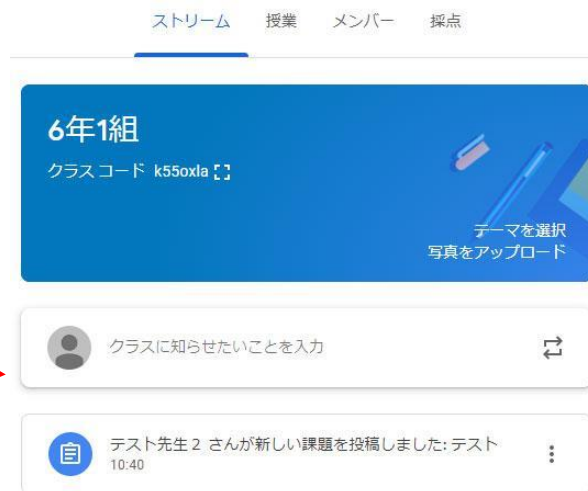 ストリーム 授業 メンバー 採点
6年1組
クラス コード k55oxla
テーマを選択
写真をアップロード
クラスに知らせたいことを入力
テスト先生2 さんが新しい課題を投稿しました: テスト
10:40